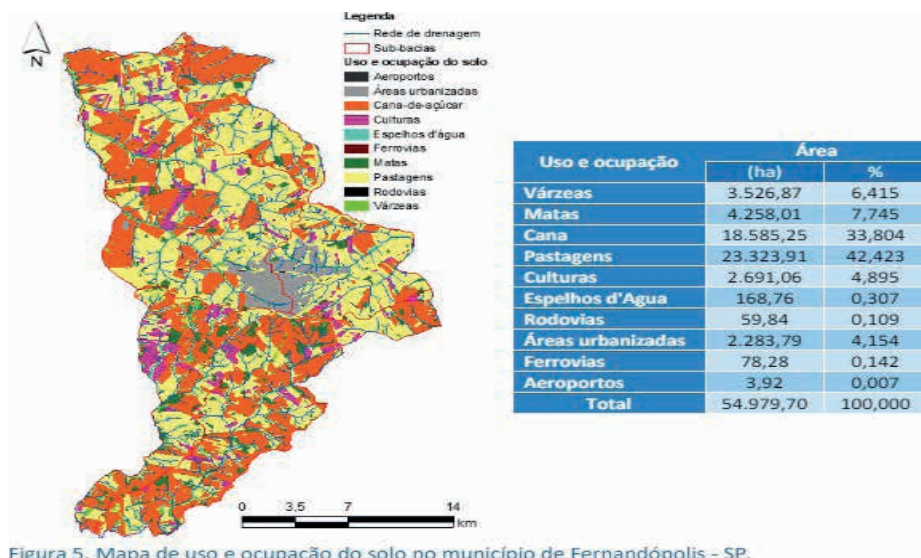 Legenda
Rede de drenagem
Sub-bacias
Uso e ocupação do solo
Aeroportos
Áreas urbanizadas
Cana-de-açúcar
Culturas
Espelhos d'água
Ferrovias
Matas
Pastagens
Rodovias
Várzeas
N
0 3,5 7 14
km
Uso e ocupação Área
(ha) %
Várzeas 3.526,87 6,415
Matas 4.258,01 7,745
Cana 18.585,25 33,804
Pastagens 23.323,91 42,423
Culturas 2.691,06 4,895
Espelhos d'Agua 168,76 0,307
Rodovias 59,84 0,109
Áreas urbanizadas 2.283,79 4,154
Ferrovias 78,28 0,142
Aeroportos 3,92 0,007
Total 54.979,70 100,000
Figura 5. Mapa de uso e ocupação do solo no município de Fernandópolis - SP.